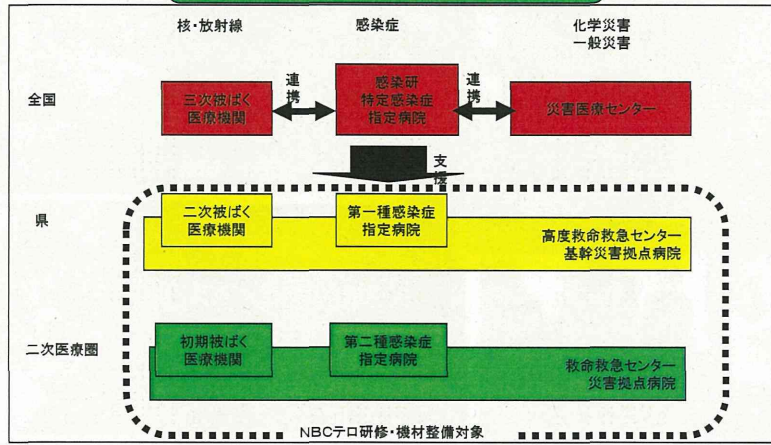 核・放射線
感染症
化学災害
一般災害
全国
三次被ばく
医療機関
連
携
感染研
特定感染症
指定病院
連
携
災害医療センター
支
援
県
二次被ばく
医療機関
第一種感染症
指定病院
高度救命救急センター
基幹災害拠点病院
二次医療圏
初期被ばく
医療機関
第二種感染症
指定病院
救命救急センター
災害拠点病院
NBCテロ研修・機材整備対象